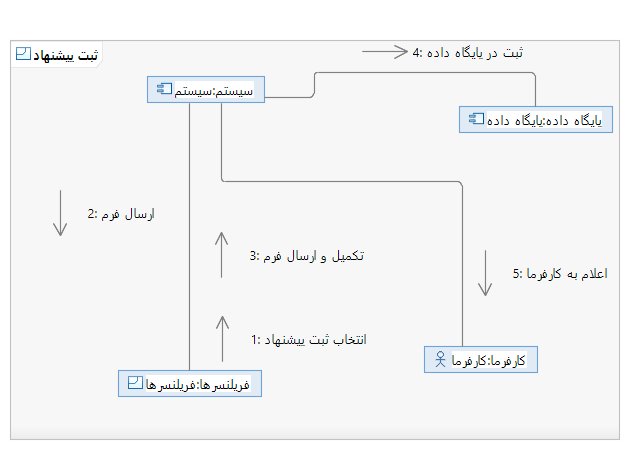 ثبت پیشنهاد
4: ثبت در پایگاه داده
سیستم:سیستم
پایگاه داده:پایگاه داده
2: ارسال فرم
3: تکمیل و ارسال فرم
5: اعلام به کارفرما
1: انتخاب ثبت پیشنهاد
کارفرما:کارفرما
فریلنسرها:فریلنسرها